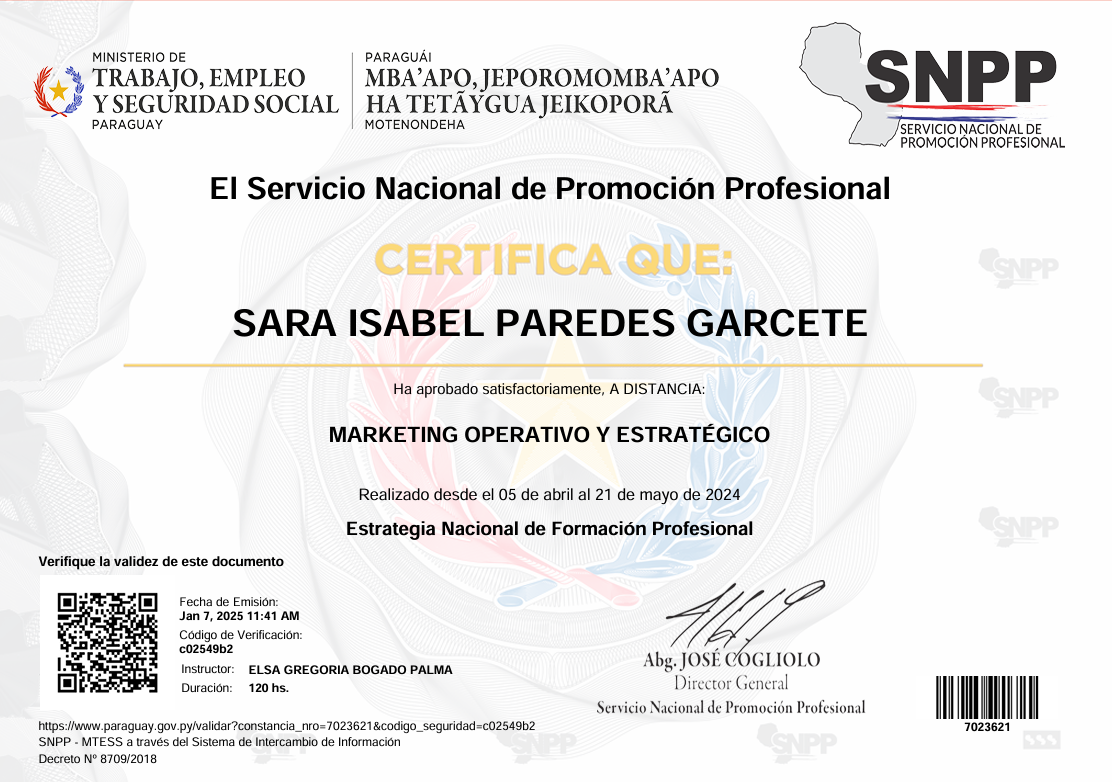 MINISTERIO DE
TRABAJO, EMPLEO
Y SEGURIDAD SOCIAL
PARAGUAY
PARAGUÁI
MBA'APO, JEPOROMOMBA'APO
HA TETÃYGUA JEIKOPORÃ
MOTENONDEHA
SNPP
SERVICIO NACIONAL DE
PROMOCIÓN PROFESIONAL
El Servicio Nacional de Promoción Profesional
CERTIFICA QUE:
SNPP
SARA ISABEL PAREDES GARCETE
Ha aprobado satisfactoriamente, A DISTANCIA:
SNPP
MARKETING OPERATIVO Y ESTRATÉGICO
Realizado desde el 05 de abril al 21 de mayo de 2024
Estrategia Nacional de Formación Profesional
SNPP
Verifique la validez de este documento
Fecha de Emisión:
Jan 7, 2025 11:41 AM
Código de Verificación:
c02549b2
Instructor: ELSA GREGORIA BOGADO PALMA
Duración: 120 hs.
Abg. JOSÉ COGLIOLO
Director General
Servicio Nacional de Promoción Profesional
7023621
https://www.paraguay.gov.py/validar?constancia_nro=7023621&codigo_seguridad=c02549b2
SNPP - MTESS a través del Sistema de Intercambio de Información
Decreto Nº 8709/2018
SNPP
SNPP